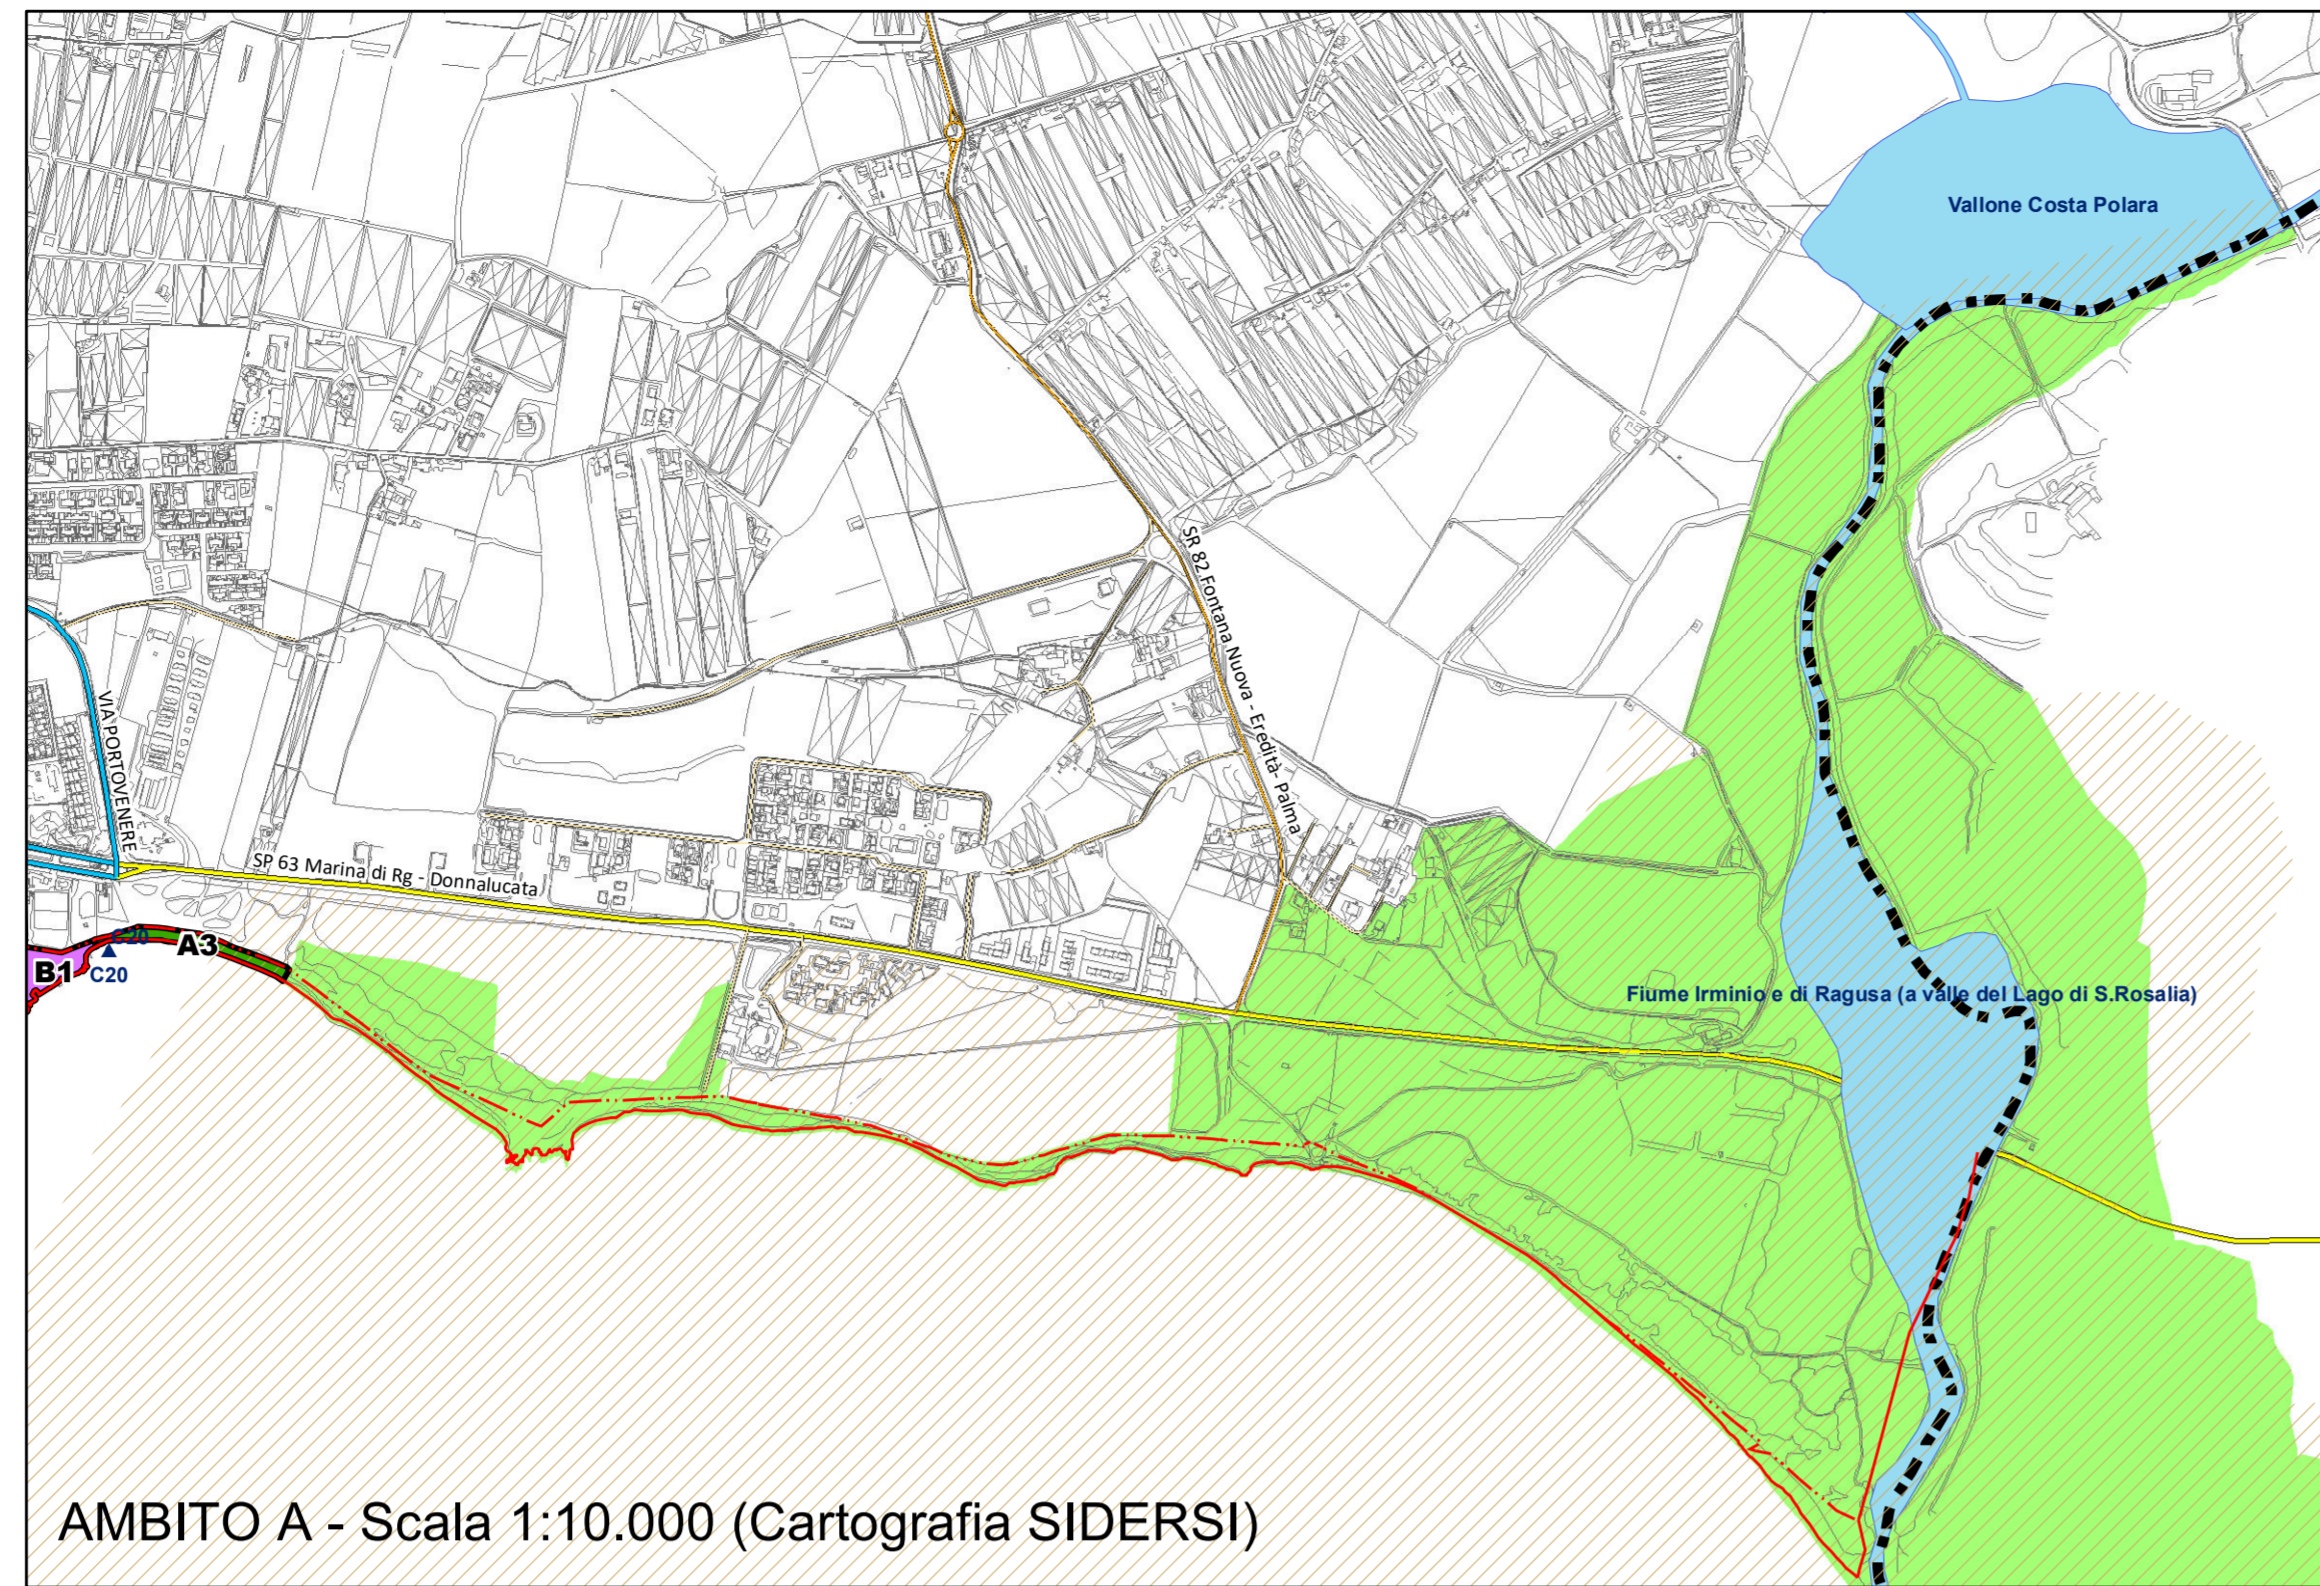 Vallone Costa Polara
SR 82 Fontana Nuova - Eredità- Palma
VIA PORTOVENERE
SP 63 Marina di Rg - Donnalucata
C20
A3
B1
C20
Fiume Irminio e di Ragusa (a valle del Lago di S.Rosalia)
AMBITO A - Scala 1:10.000 (Cartografia SIDERSI)